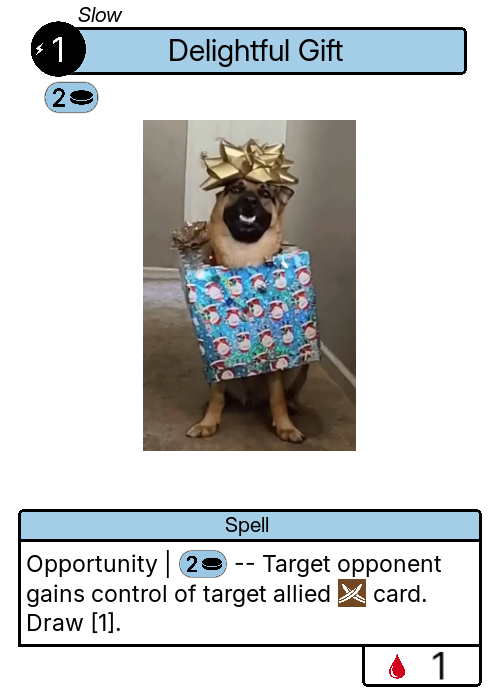 Slow
1
Delightful Gift
2
Spell
Opportunity | 2 -- Target opponent
gains control of target allied card.
Draw [1].
1